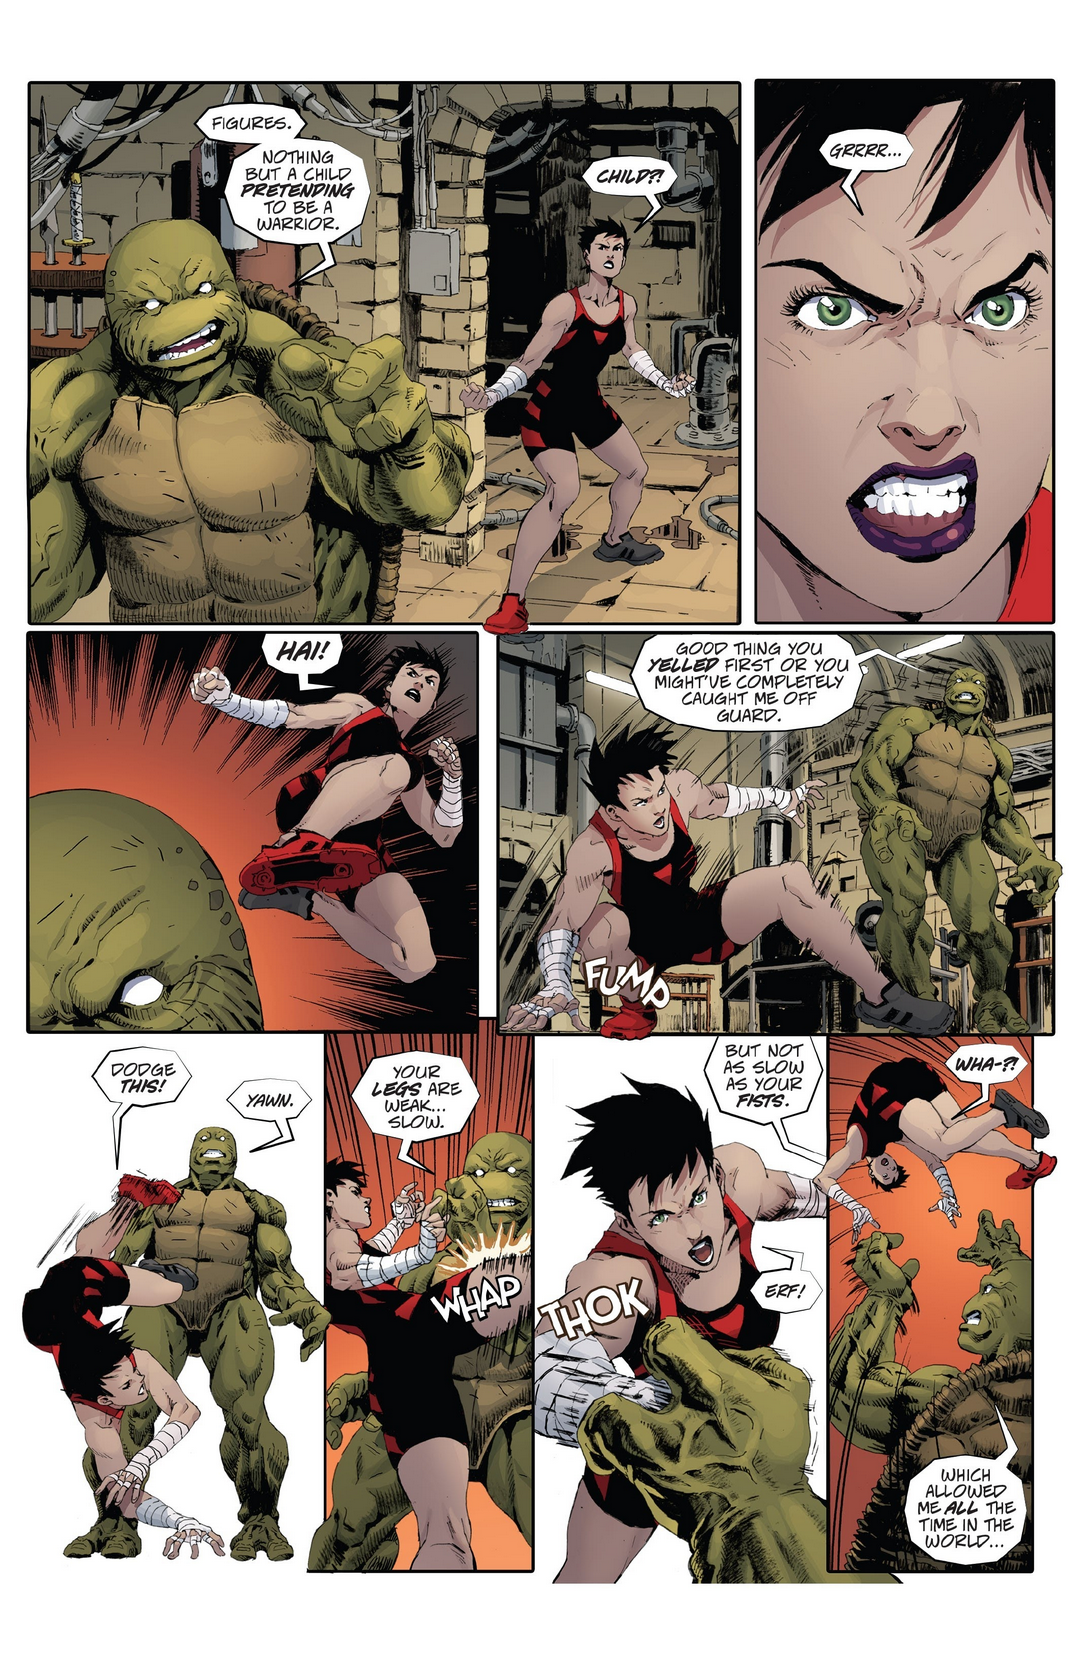 FIGURES.
NOTHING
BUT A CHILD
PRETENDING
TO BE A
WARRIOR.
CHILD?!
GRRRR...
HAI!
GOOD THING YOU
YELLED FIRST OR YOU
MIGHT'VE COMPLETELY
CAUGHT ME OFF
GUARD.
FUMP
DODGE
THIS!
YAWN.
YOUR
LEGS ARE
WEAK...
SLOW.
WHAP
BUT NOT
AS SLOW
AS YOUR
FISTS.
THOK
ERF!
WHA-?!
WHICH
ALLOWED
ME ALL THE
TIME IN THE
WORLD...